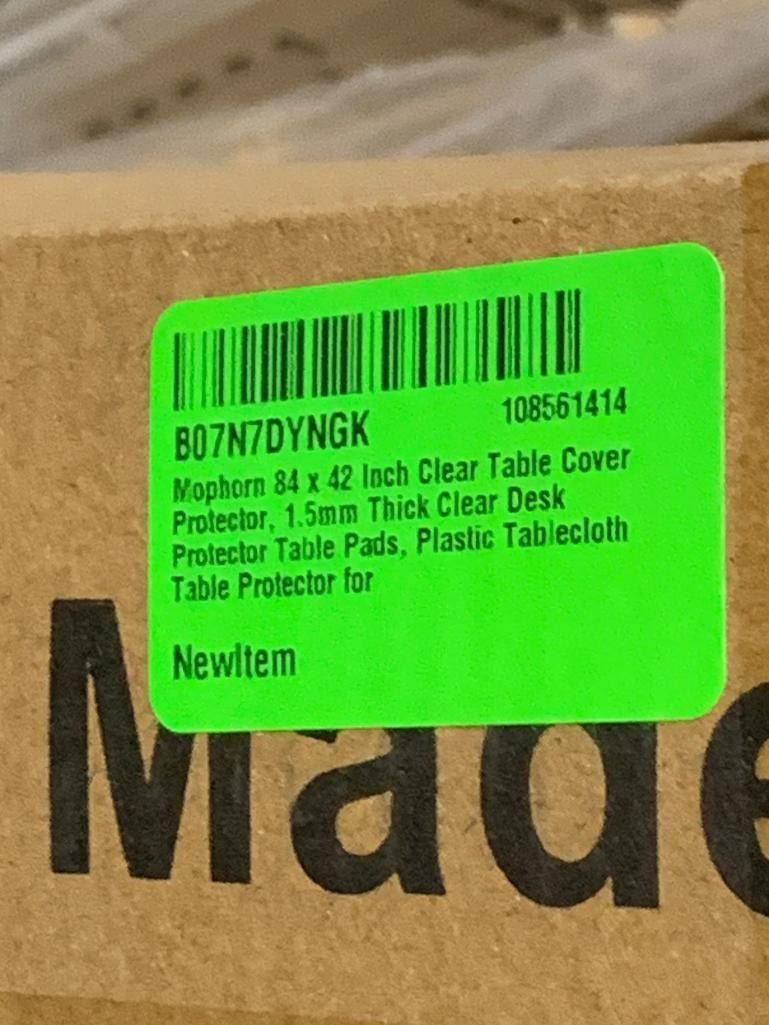 B07N7DYNGK 108561414
Mophorn 84 x 42 Inch Clear Table Cover
Protector, 1.5mm Thick Clear Desk
Protector Table Pads, Plastic Tablecloth
Table Protector for
NewItem
Made